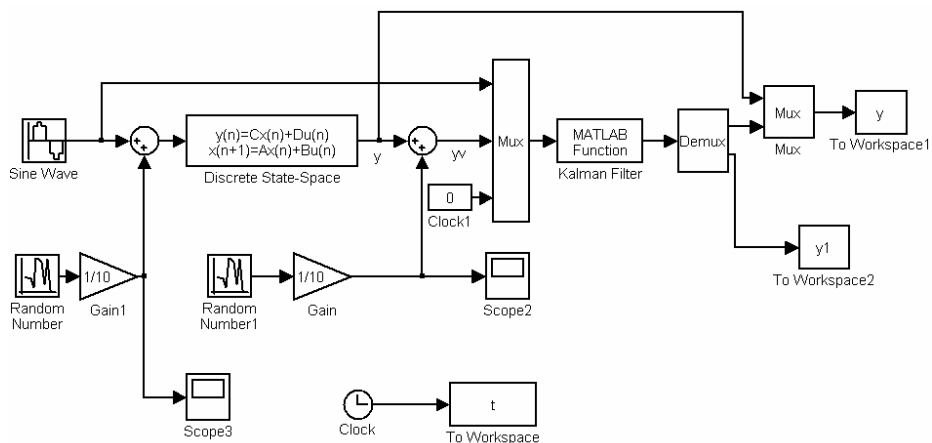 y(n)=Cx(n)+Du(n)
x(n+1)=Ax(n)+Bu(n)
Discrete State-Space
Sine Wave
+
+
y
+
+
yv
Mux
0
Clock1
MATLAB
Function
Kalman Filter
Demux
Mux
Mux
y
To Workspace1
y1
To Workspace2
Random
Number
1/10
Gain1
Random
Number1
1/10
Gain
Scope2
Scope3
Clock
t
To Workspace